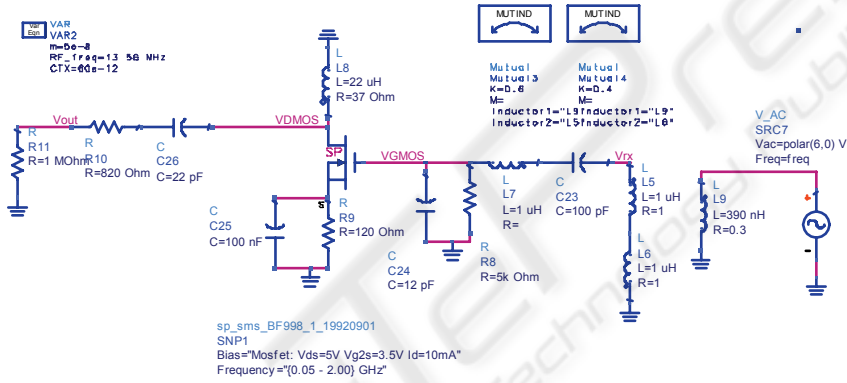 Var
Eqn
VAR
VAR2
RF_freq=13.56 MHz
CTX=60e-12
MUTIND
MUTIND
Mutual
Mutual3
K=0.6
M=
Inductor1="L9"
Inductor2="L5"
Mutual
Mutual4
K=0.4
M=
Inductor1="L9"
Inductor2="L6"
L
L8
L=22 uH
R=37 Ohm
Vout
R
R11
R=1 MOhm
R
R10
R=820 Ohm
C
C26
C=22 pF
VDMOS
SP
VGMOS
Vrx
C
C25
C=100 nF
R
R9
R=120 Ohm
C
C24
C=12 pF
R
R8
R=5k Ohm
L
L7
L=1 uH
R=
C
C23
C=100 pF
L
L5
L=1 uH
R=1
L
L6
L=1 uH
R=1
L
L9
L=390 nH
R=0.3
V_AC
SRC7
Vac=polar(6,0) V
Freq=freq
sp_sms_BF998_1_19920901
SNP1
Bias="Mosfet: Vds=5V Vg2s=3.5V Id=10mA"
Frequency="{0.05 - 2.00} GHz"